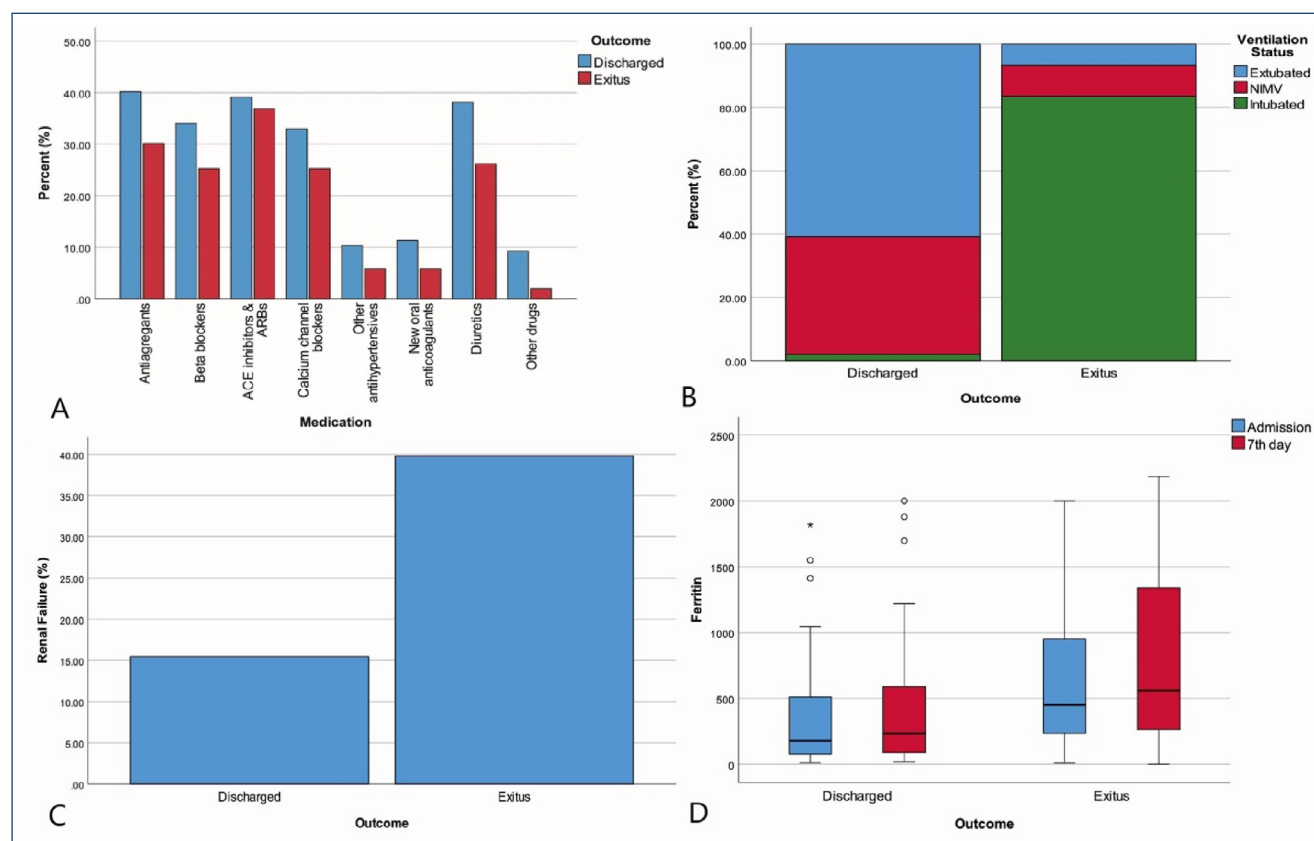 50.00
40.00
30.00
20.00
10.00
.00
Percent (%)
Outcome
Discharged
Exitus
Antiagregants
Beta blockers
ACE inhibitors &
ARBs
Calcium channel
blockers
Other
antihypertensives
New oral
anticoagulants
Diuretics
Other drugs
Medication
A
100.00
80.00
60.00
40.00
20.00
0.00
Percent (%)
Ventilation
Status
Extubated
NIMV
Intubated
Discharged
Exitus
Outcome
B
40.00
35.00
30.00
25.00
20.00
15.00
10.00
5.00
.00
Renal Failure (%)
Discharged
Exitus
Outcome
C
2500
2000
1500
1000
500
0
Ferritin
Admission
7th day
*
Discharged
Exitus
Outcome
D